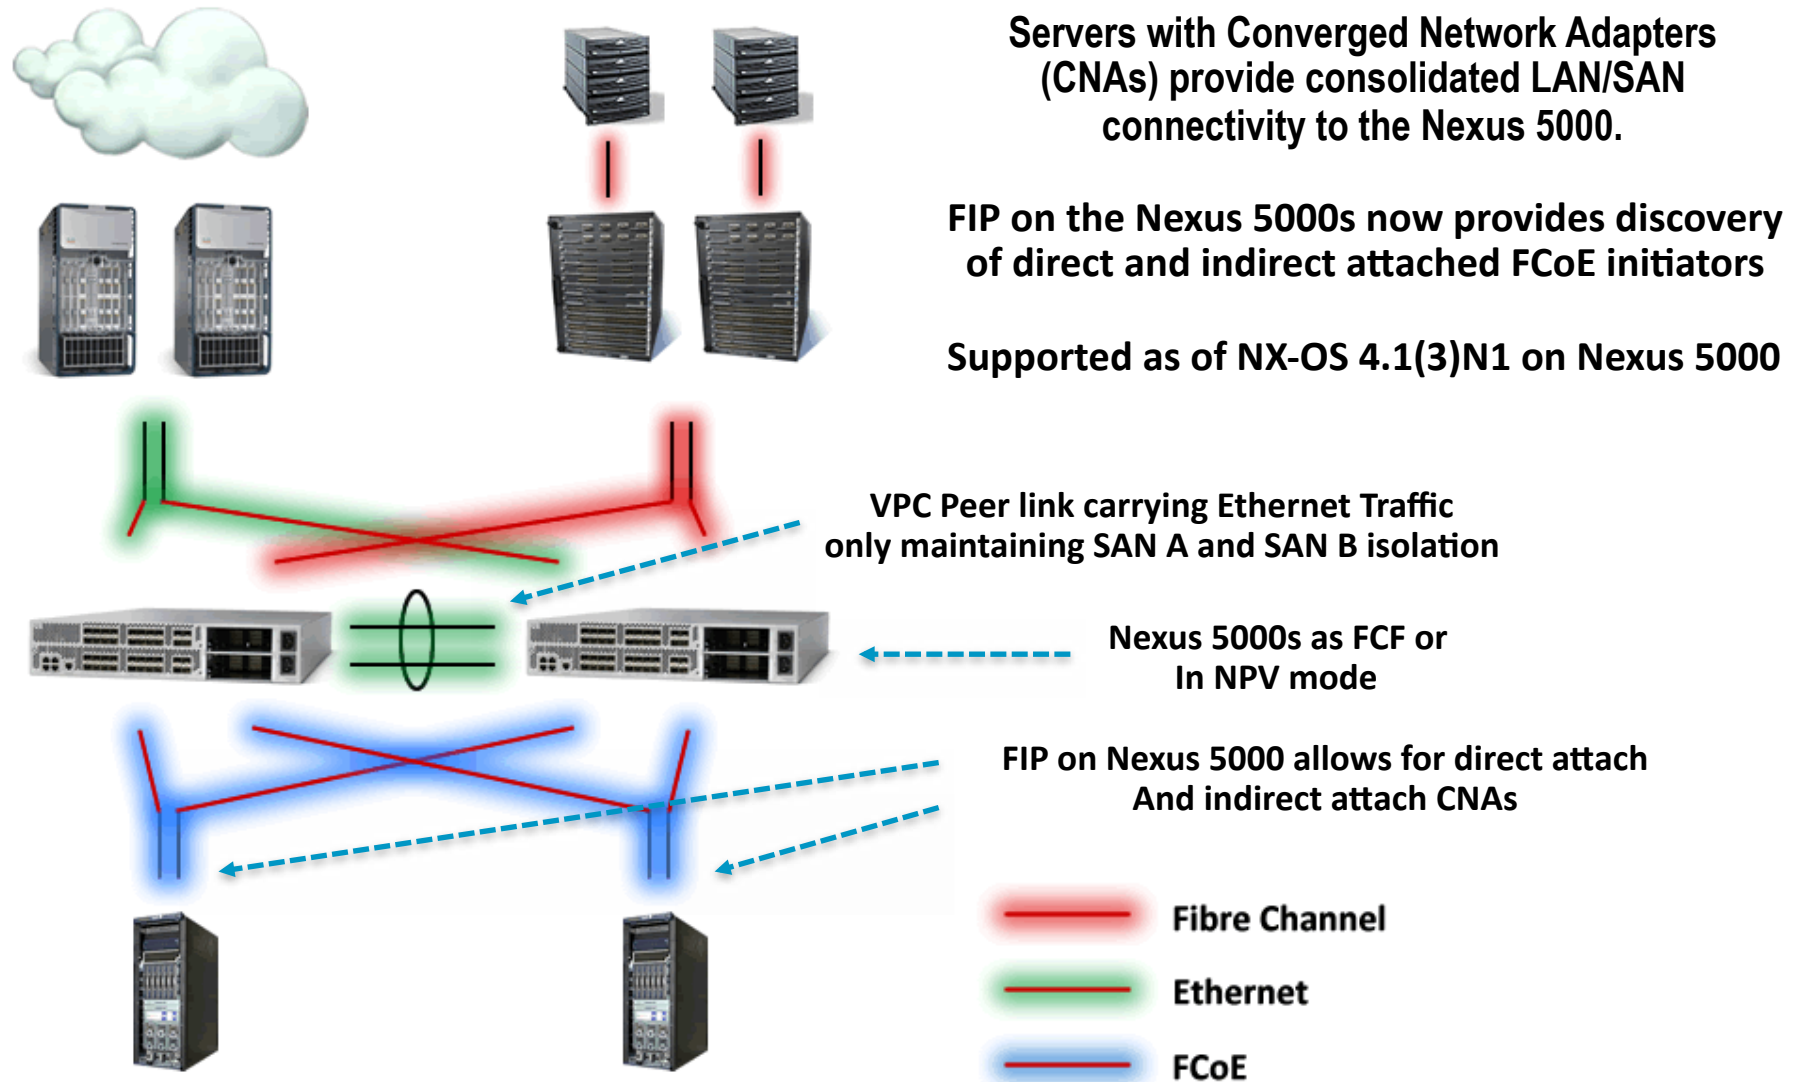 Servers with Converged Network Adapters
(CNAs) provide consolidated LAN/SAN
connectivity to the Nexus 5000.
FIP on the Nexus 5000s now provides discovery
of direct and indirect attached FCoE initiators
Supported as of NX-OS 4.1(3)N1 on Nexus 5000
VPC Peer link carrying Ethernet Traffic
only maintaining SAN A and SAN B isolation
Nexus 5000s as FCF or
In NPV mode
FIP on Nexus 5000 allows for direct attach
And indirect attach CNAs
Fibre Channel
Ethernet
FCoE